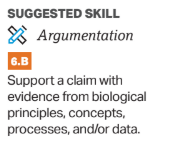 SUGGESTED SKILL
Argumentation
6.B
Support a claim with
evidence from biological
principles, concepts,
processes, and/or data.